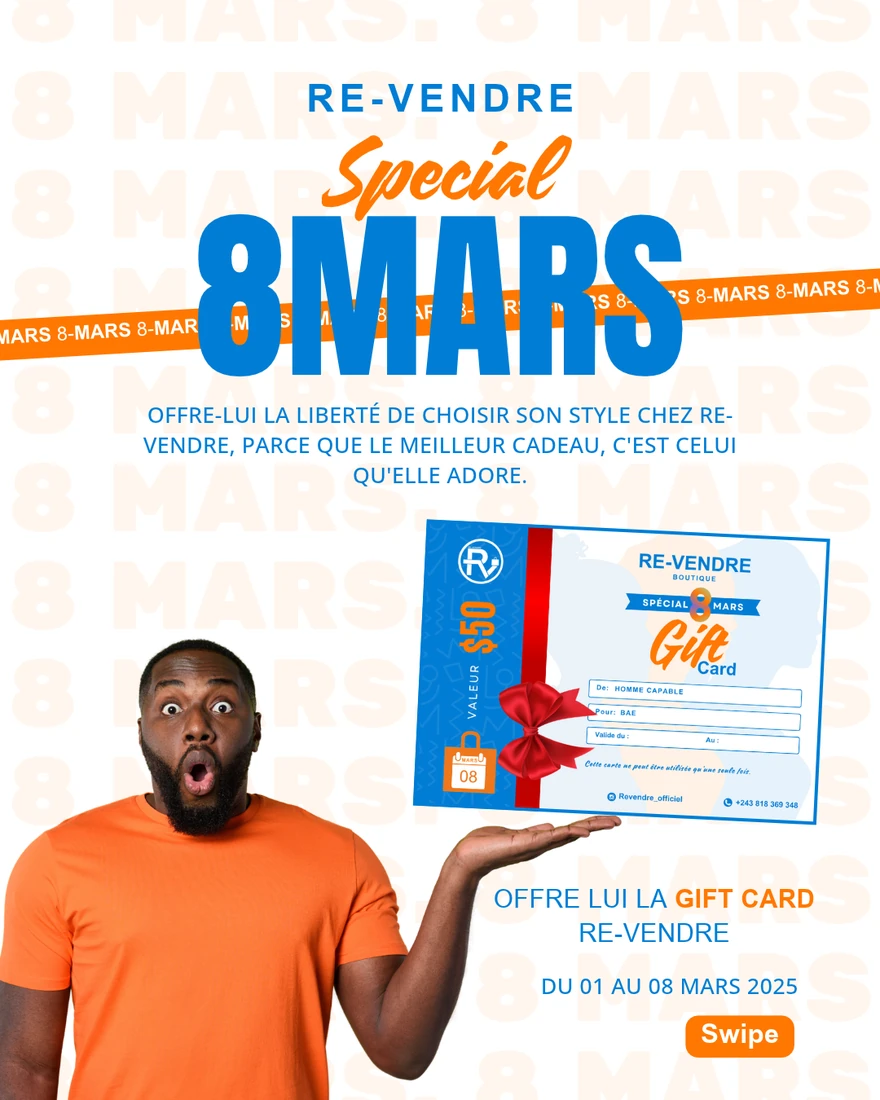 RE-VENDRE
Special
8MARS
MARS 8-MARS 8-MAR
RS 8-MARS 8-MARS 8-M
OFFRE-LUI LA LIBERTÉ DE CHOISIR SON STYLE CHEZ RE-
VENDRE, PARCE QUE LE MEILLEUR CADEAU, C'EST CELUI
QU'ELLE ADORE.
RE-VENDRE
BOUTIQUE
SPÉCIAL 8 MARS
Gift
Card
De: HOMME CAPABLE
Pour: BAE
Valide du : Au :
Cette carte ne peut être utilisée qu'une seule fois.
Revendre_officiel
+243 818 369 348
VALEUR $50
MARS
08
OFFRE LUI LA GIFT CARD
RE-VENDRE
DU 01 AU 08 MARS 2025
Swipe